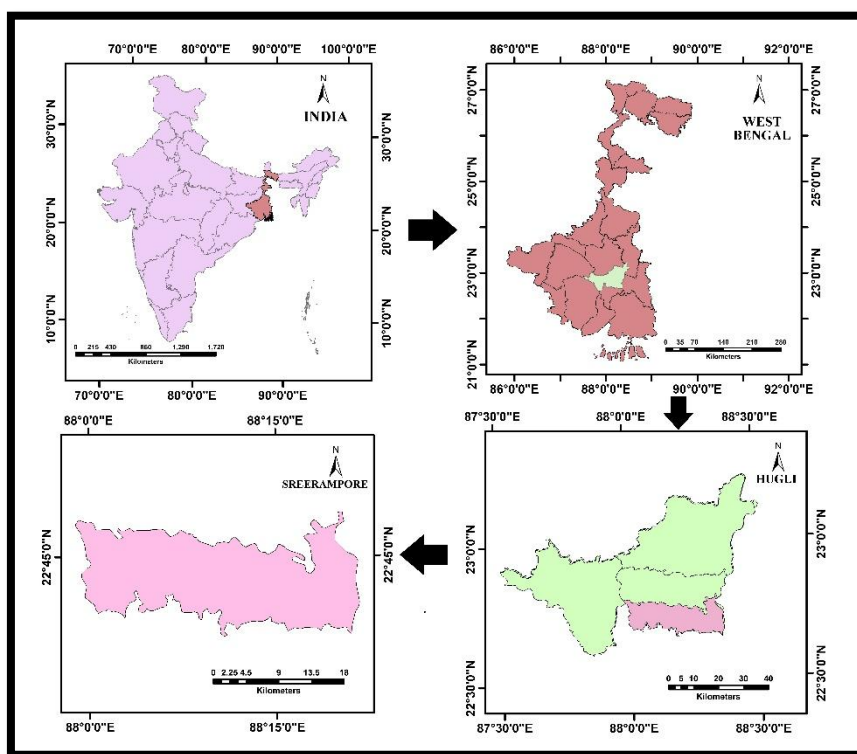 70°0'0"E 80°0'0"E 90°0'0"E 100°0'0"E
N
INDIA
30°0'0"N
20°0'0"N
10°0'0"N
30°0'0"N
20°0'0"N
10°0'0"N
0 215 430 860 1,290 1,720
Kilometers
70°0'0"E 80°0'0"E 90°0'0"E
86°0'0"E 88°0'0"E 90°0'0"E 92°0'0"E
N
WEST
BENGAL
27°0'0"N
25°0'0"N
23°0'0"N
21°0'0"N
27°0'0"N
25°0'0"N
23°0'0"N
21°0'0"N
0 35 70 140 210 280
Kilometers
86°0'0"E 88°0'0"E 90°0'0"E 92°0'0"E
88°0'0"E 88°15'0"E
N
SREERAMPORE
22°45'0"N
22°45'0"N
0 2.25 4.5 9 13.5 18
Kilometers
88°0'0"E 88°15'0"E
87°30'0"E 88°0'0"E 88°30'0"E
N
HUGLI
23°0'0"N
22°30'0"N
23°0'0"N
22°30'0"N
0 5 10 20 30 40
Kilometers
87°30'0"E 88°0'0"E 88°30'0"E